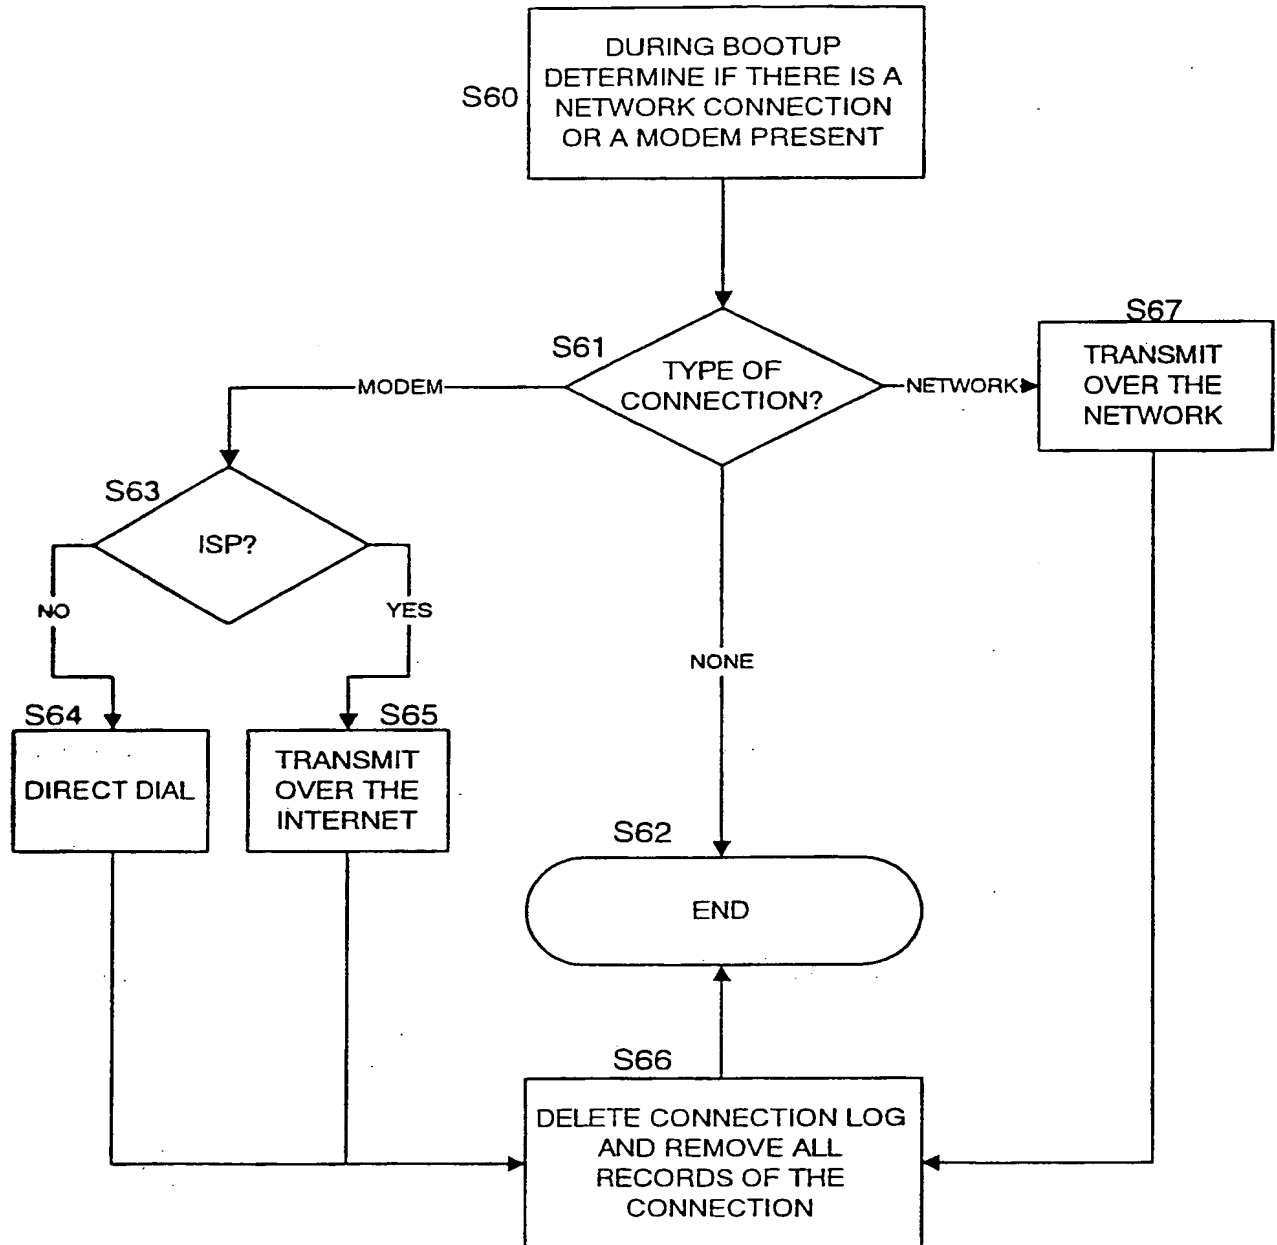 S60
DURING BOOTUP
DETERMINE IF THERE IS A
NETWORK CONNECTION
OR A MODEM PRESENT
S61
TYPE OF
CONNECTION?
MODEM
NETWORK
S67
TRANSMIT
OVER THE
NETWORK
S63
ISP?
NO
YES
NONE
S64
DIRECT DIAL
S65
TRANSMIT
OVER THE
INTERNET
S62
END
S66
DELETE CONNECTION LOG
AND REMOVE ALL
RECORDS OF THE
CONNECTION